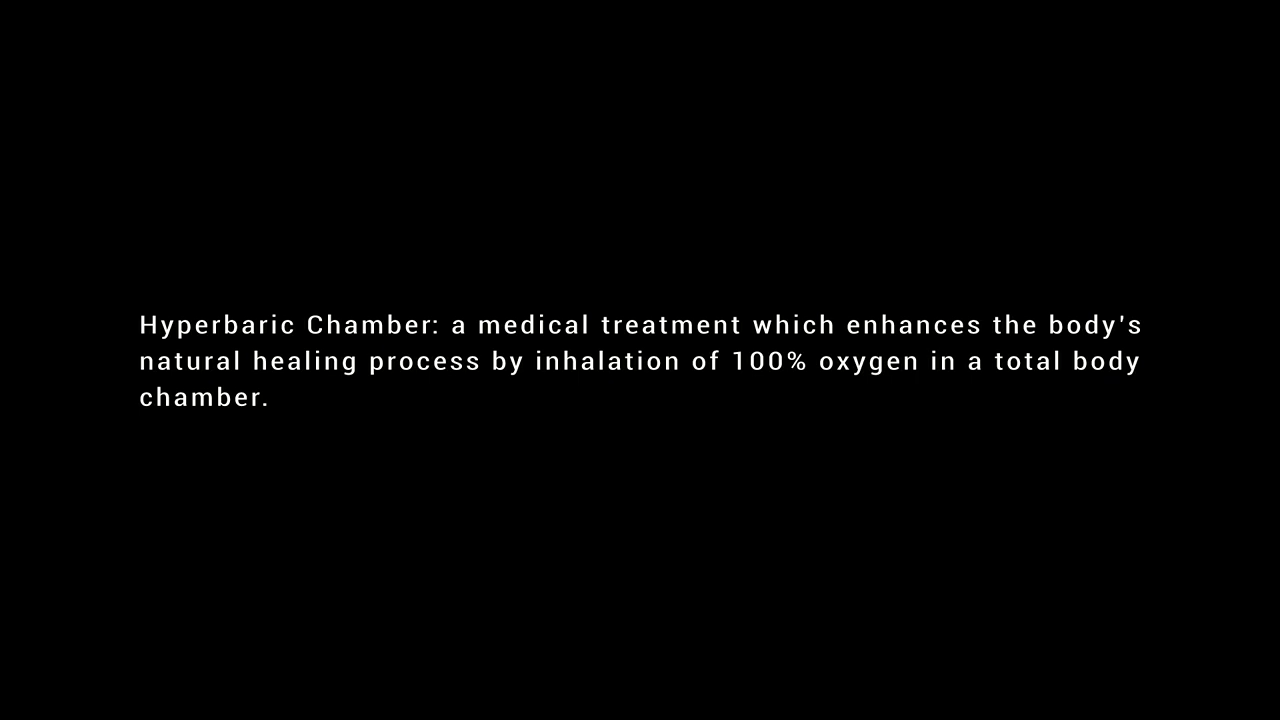 Hyperbaric Chamber: a medical treatment which enhances the body's
natural healing process by inhalation of 100% oxygen in a total body
chamber.